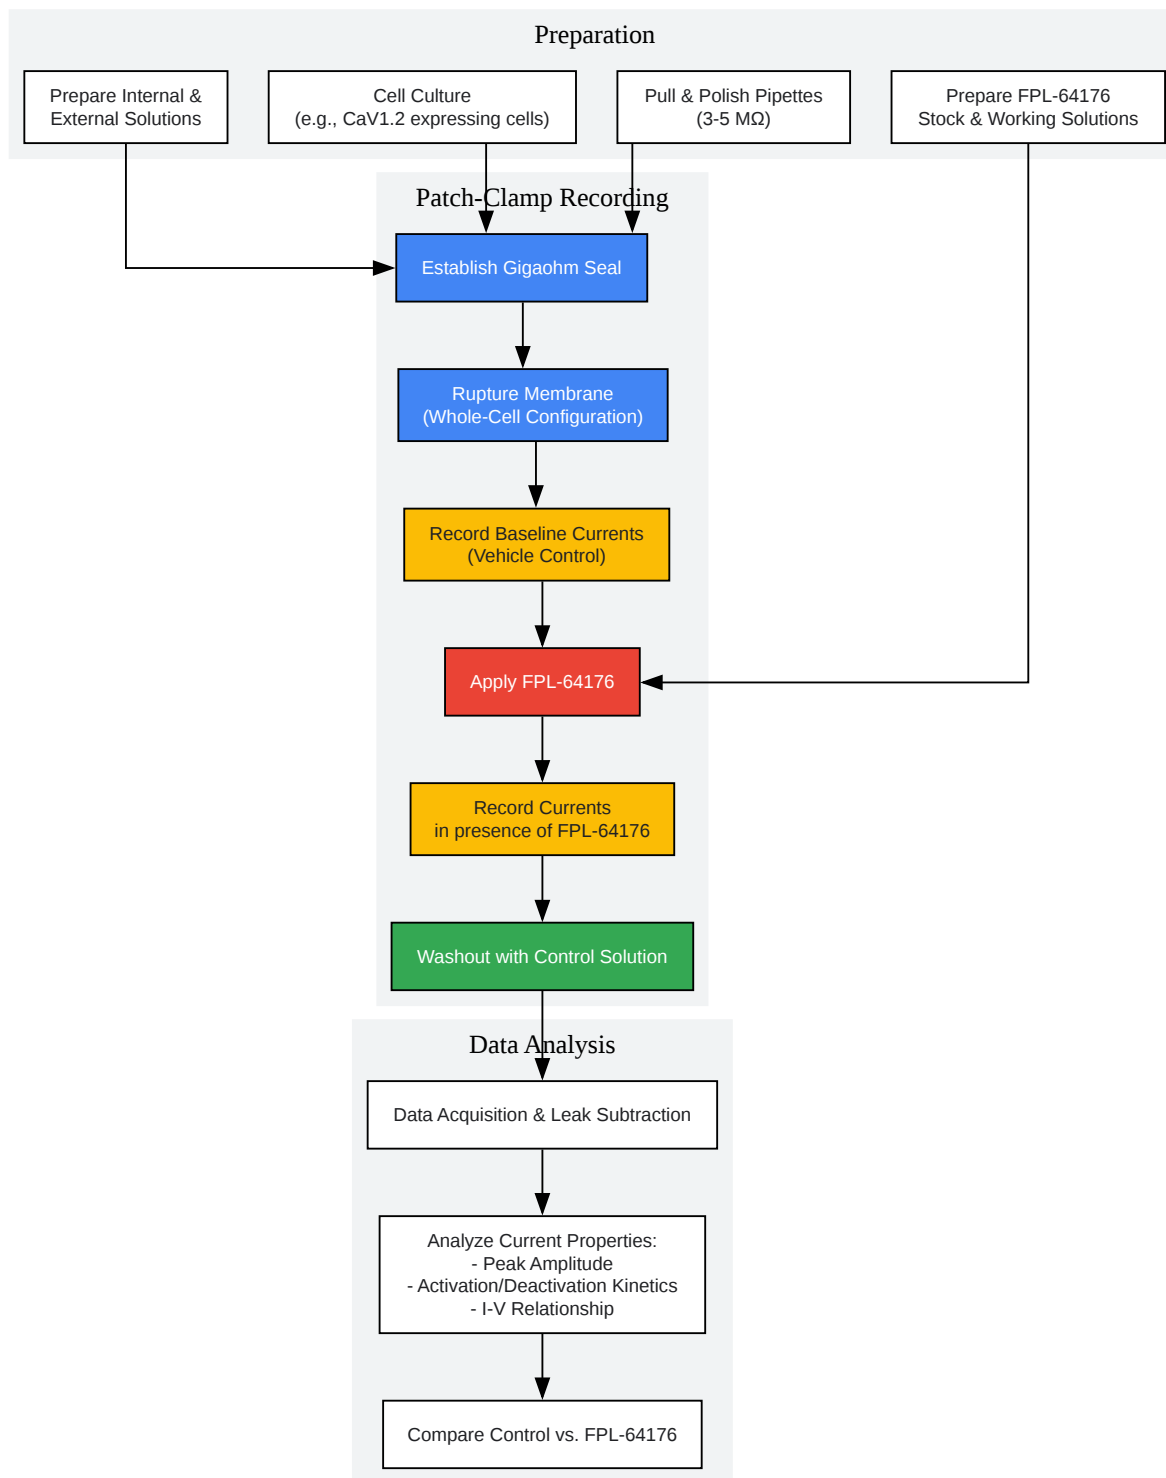 Preparation
Prepare Internal &
External Solutions
Cell Culture
(e.g., CaV1.2 expressing cells)
Pull & Polish Pipettes
(3-5 MΩ)
Prepare FPL-64176
Stock & Working Solutions
Patch-Clamp Recording
Establish Gigaohm Seal
Rupture Membrane
(Whole-Cell Configuration)
Record Baseline Currents
(Vehicle Control)
Apply FPL-64176
Record Currents
in presence of FPL-64176
Washout with Control Solution
Data Analysis
Data Acquisition & Leak Subtraction
Analyze Current Properties:
- Peak Amplitude
- Activation/Deactivation Kinetics
- I-V Relationship
Compare Control vs. FPL-64176